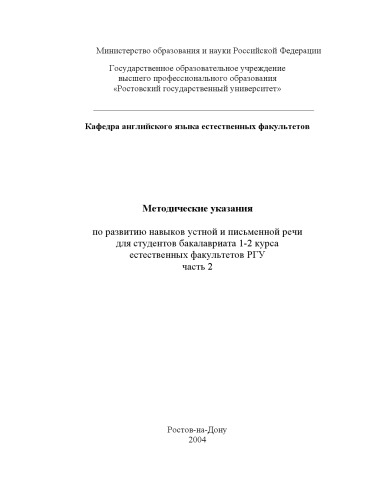 Министерство образования и науки Российской Федерации
Государственное образовательное учреждение
высшего профессионального образования
«Ростовский государственный университет»
Кафедра английского языка естественных факультетов
Методические указания
по развитию навыков устной и письменной речи
для студентов бакалавриата 1-2 курса
естественных факультетов РГУ
часть 2
Ростов-на-Дону
2004